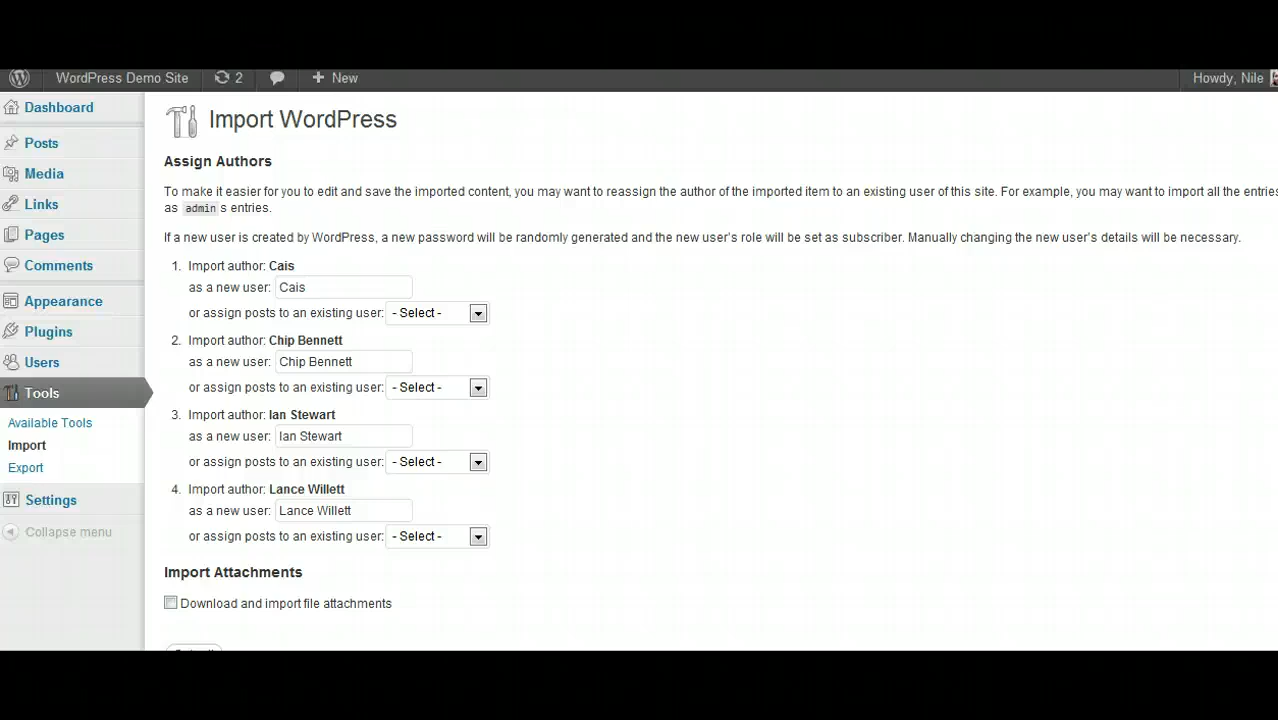 WordPress Demo Site 2 New Howdy, Nile
Dashboard
Posts
Media
Links
Pages
Comments
Appearance
Plugins
Users
Tools
Available Tools
Import
Export
Settings
Collapse menu
Import WordPress
Assign Authors
To make it easier for you to edit and save the imported content, you may want to reassign the author of the imported item to an existing user of this site. For example, you may want to import all the entries
as admins entries.
If a new user is created by WordPress, a new password will be randomly generated and the new user's role will be set as subscriber. Manually changing the new user's details will be necessary.
1. Import author: Cais
as a new user: Cais
or assign posts to an existing user: - Select -
2. Import author: Chip Bennett
as a new user: Chip Bennett
or assign posts to an existing user: - Select -
3. Import author: Ian Stewart
as a new user: Ian Stewart
or assign posts to an existing user: - Select -
4. Import author: Lance Willett
as a new user: Lance Willett
or assign posts to an existing user: - Select -
Import Attachments
Download and import file attachments